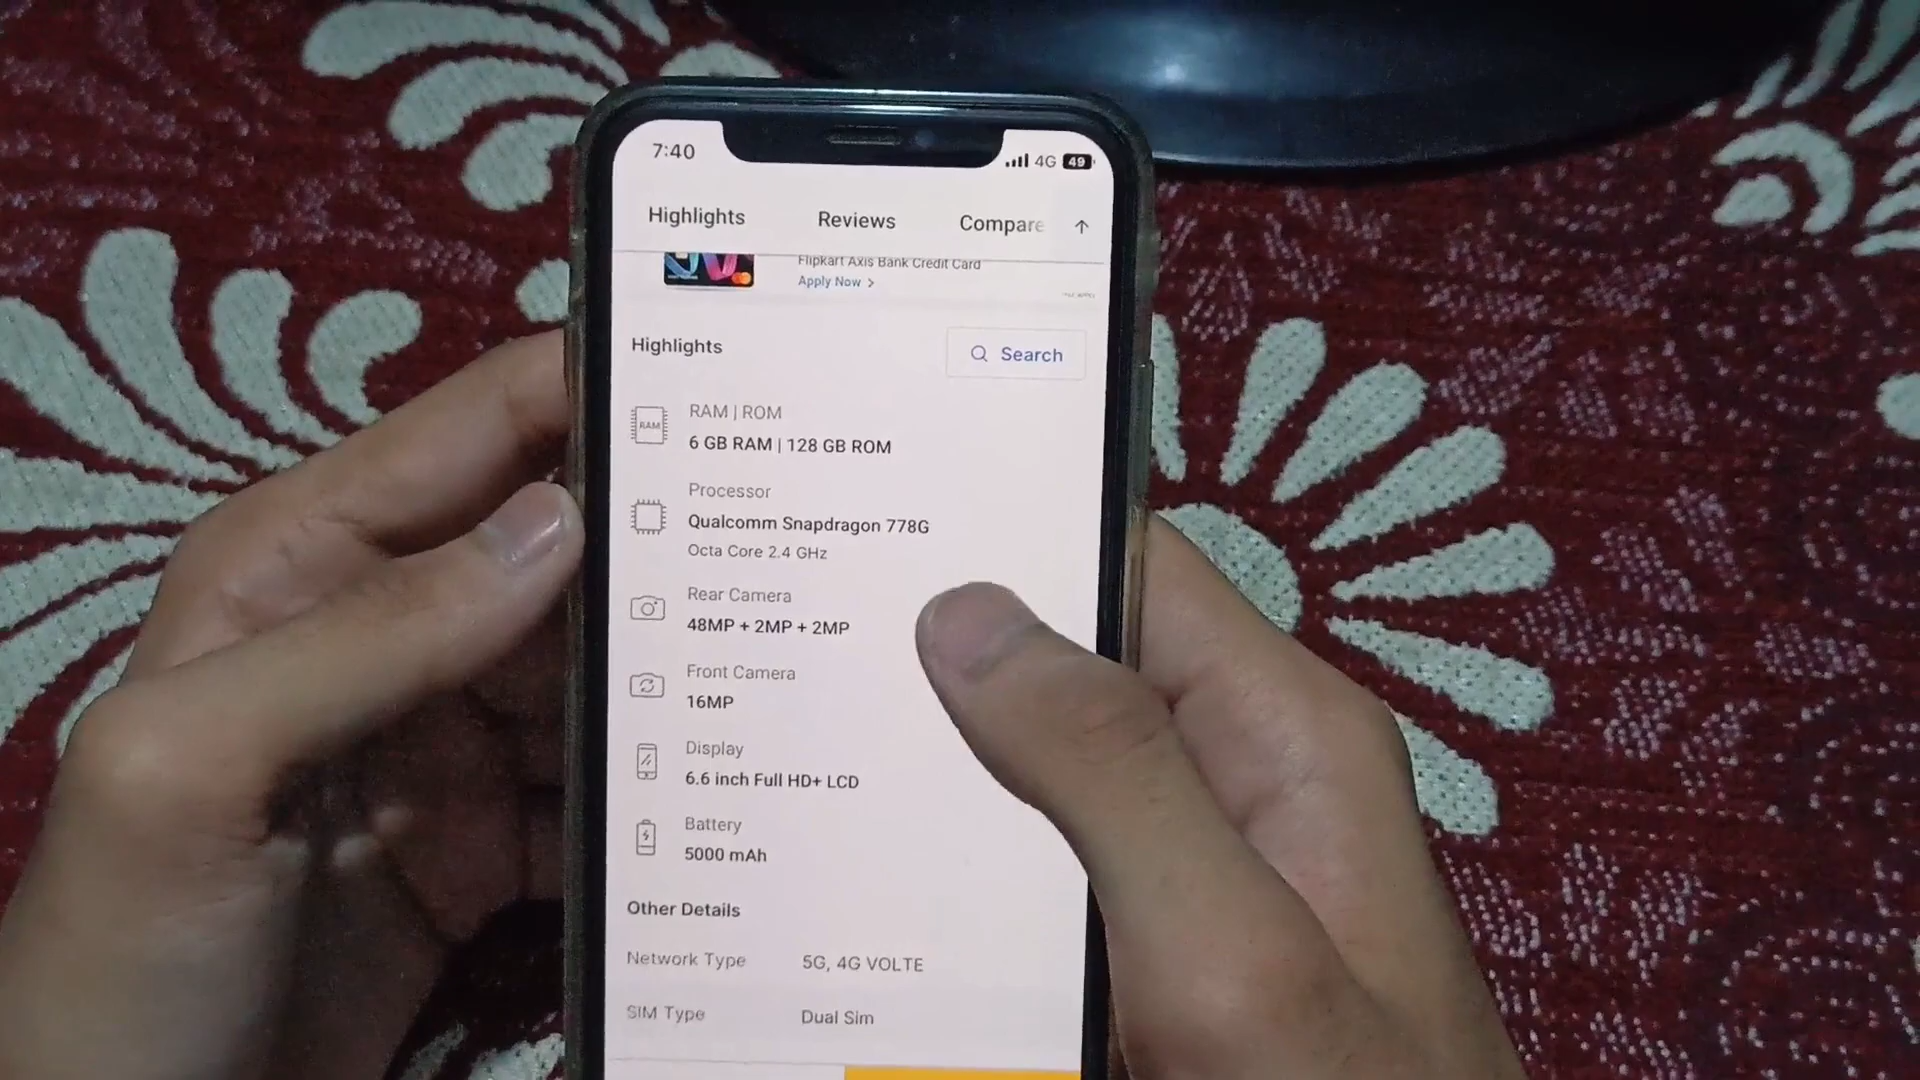 7:40
4G 49
Highlights Reviews Compare
Flipkart Axis Bank Credit Card
Apply Now >
Highlights
Search
RAM | ROM
RAM
6 GB RAM | 128 GB ROM
Processor
Qualcomm Snapdragon 778G
Octa Core 2.4 GHz
Rear Camera
48MP + 2MP + 2MP
Front Camera
16MP
Display
6.6 inch Full HD+ LCD
Battery
5000 mAh
Other Details
Network Type 5G, 4G VOLTE
SIM Type Dual Sim